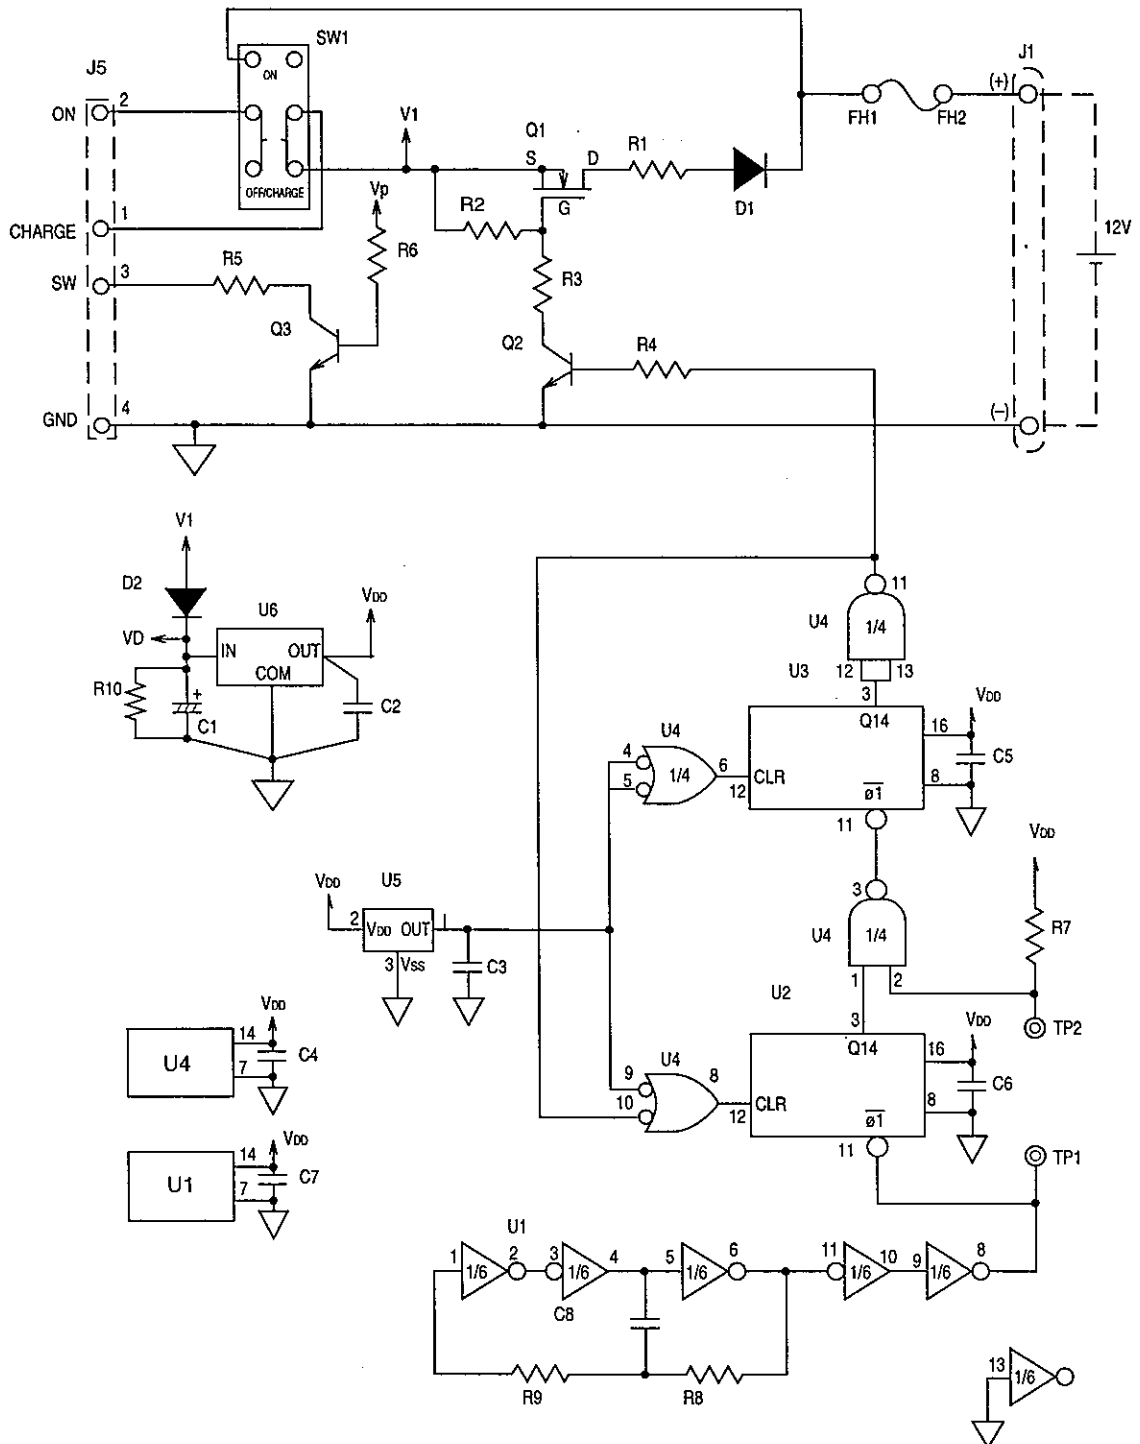 SW1
J5
J1
ON
2
ON
(+)
FH1
FH2
V1
Q1
R1
S
D
OFF/CHARGE
Vp
R2
G
D1
1
CHARGE
R6
12V
R5
3
SW
R3
Q3
Q2
R4
4
GND
(–)
V1
D2
VDD
U6
11
U4
1/4
VD
IN
OUT
COM
U3
12
13
R10
+
C1
C2
3
VDD
Q14
16
U4
4
5
1/4
6
12
CLR
C5
8
ø1
11
VDD
VDD
U5
3
2
VDD
OUT
1
U4
1/4
R7
3
VSS
C3
1
2
U2
3
TP2
VDD
VDD
14
U4
C4
7
U4
Q14
16
9
10
8
12
CLR
C6
8
ø1
VDD
11
TP1
14
U1
C7
7
U1
1
1/6
2
3
1/6
4
5
1/6
6
11
1/6
10
9
1/6
8
C8
R9
R8
13
1/6